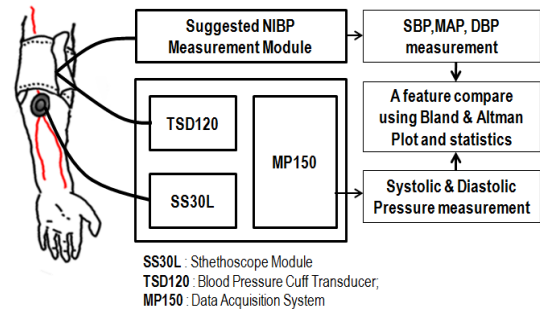 Suggested NIBP
Measurement Module
SBP,MAP, DBP
measurement
TSD120
SS30L
MP150
A feature compare
using Bland & Altman
Plot and statistics
Systolic & Diastolic
Pressure measurement
SS30L : Sthethoscope Module
TSD120 : Blood Pressure Cuff Transducer;
MP150 : Data Acquisition System